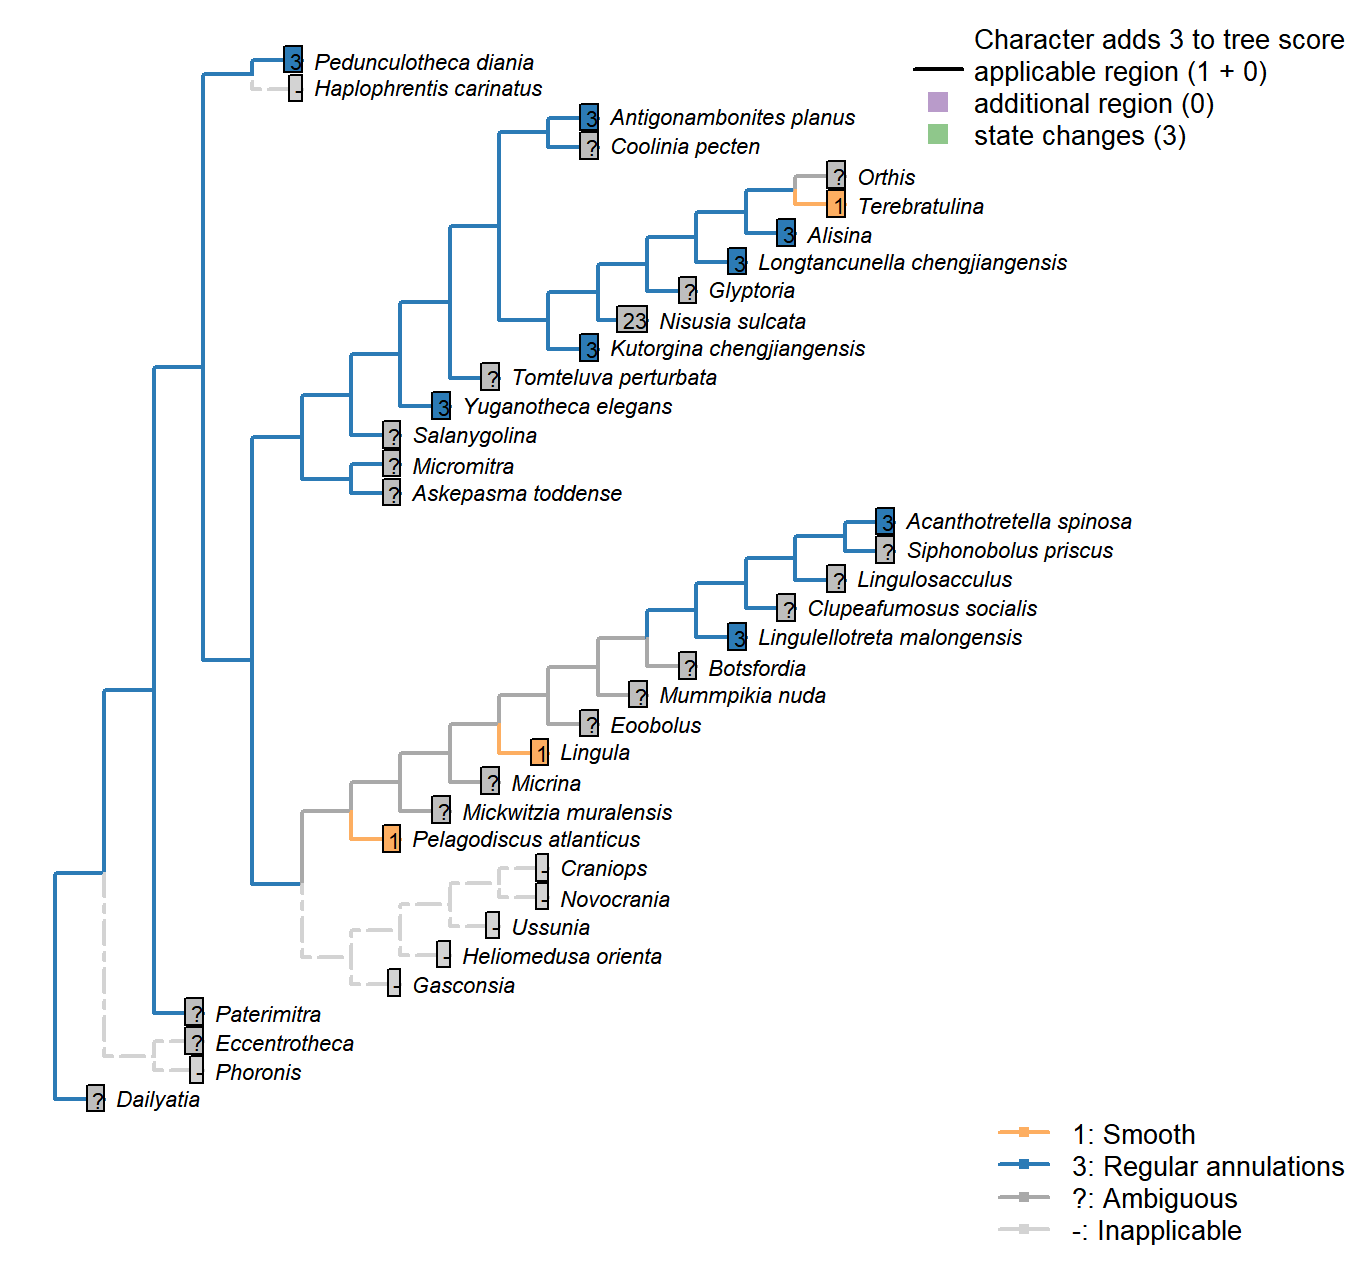 Character adds 3 to tree score
applicable region (1 + 0)
additional region (0)
state changes (3)
3 Pedunculotheca diania
- Haplophrentis carinatus
3 Antigonambonites planus
? Coolinia pecten
? Orthis
1 Terebratulina
3 Alisina
3 Longtancunella chengjiangensis
? Glyptoria
23 Nisusia sulcata
3 Kutorgina chengjiangensis
? Tomteluva perturbata
3 Yuganotheca elegans
? Salanygolina
? Micromitra
? Askepasma toddense
3 Acanthotretella spinosa
? Siphonobolus priscus
? Lingulosacculus
? Clupeafumosus socialis
3 Lingulellotreta malongensis
? Botsfordia
? Mummpikia nuda
? Eoobolus
1 Lingula
? Micrina
? Mickwitzia muralensis
1 Pelagodiscus atlanticus
- Craniops
- Novocrania
- Ussunia
- Heliomedusa orienta
- Gasconsia
? Paterimitra
? Eccentrotheca
- Phoronis
? Dailyatia
1: Smooth
3: Regular annulations
?: Ambiguous
-: Inapplicable